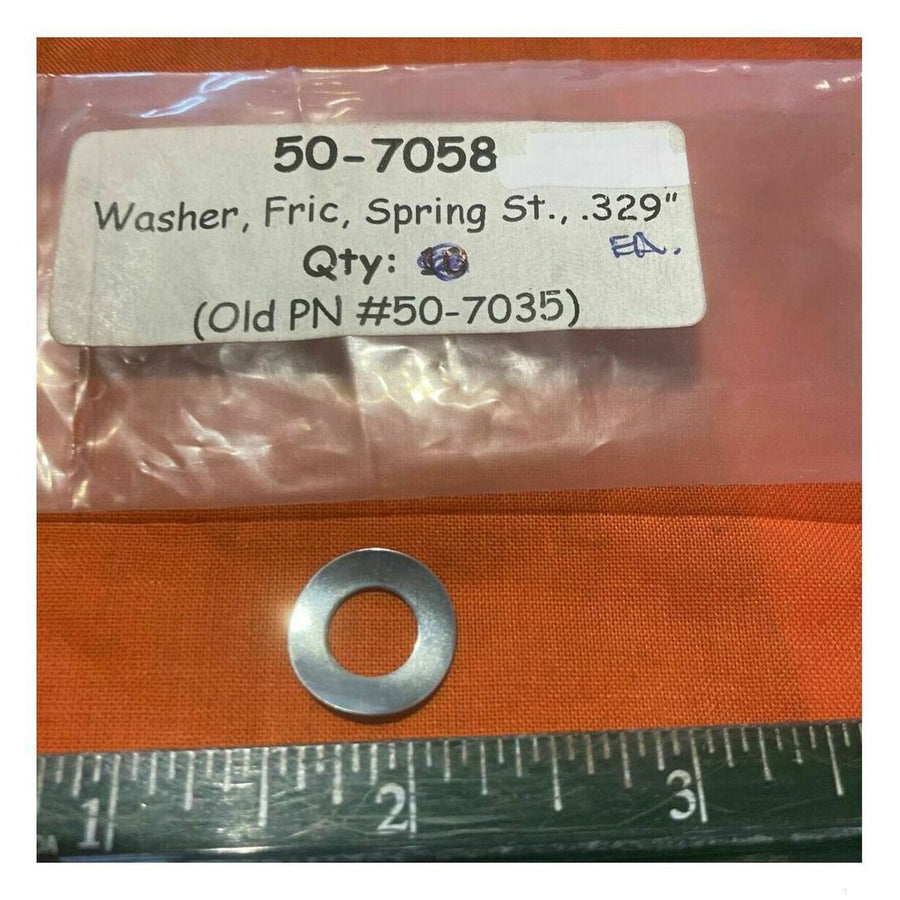 50-7058
Washer, Fric, Spring St., .329"
Qty: EA.
(Old PN #50-7035)
1 2 3